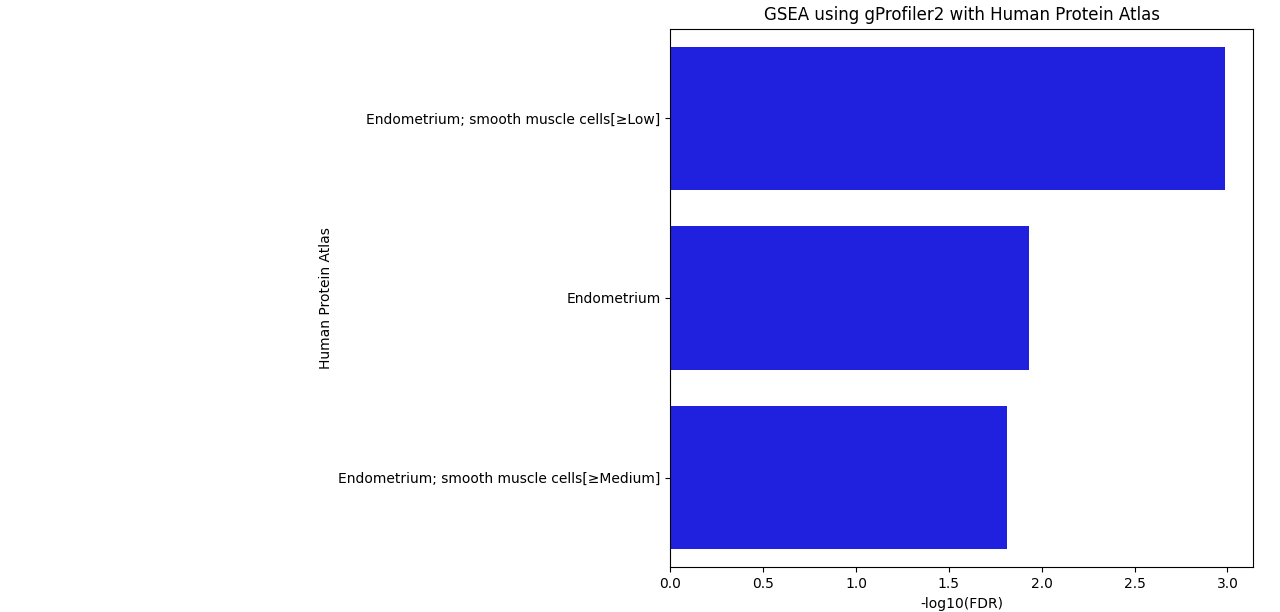 GSEA using gProfiler2 with Human Protein Atlas
Human Protein Atlas
Endometrium; smooth muscle cells[≥Low]
Endometrium
Endometrium; smooth muscle cells[≥Medium]
0.0 0.5 1.0 1.5 2.0 2.5 3.0
-log10(FDR)